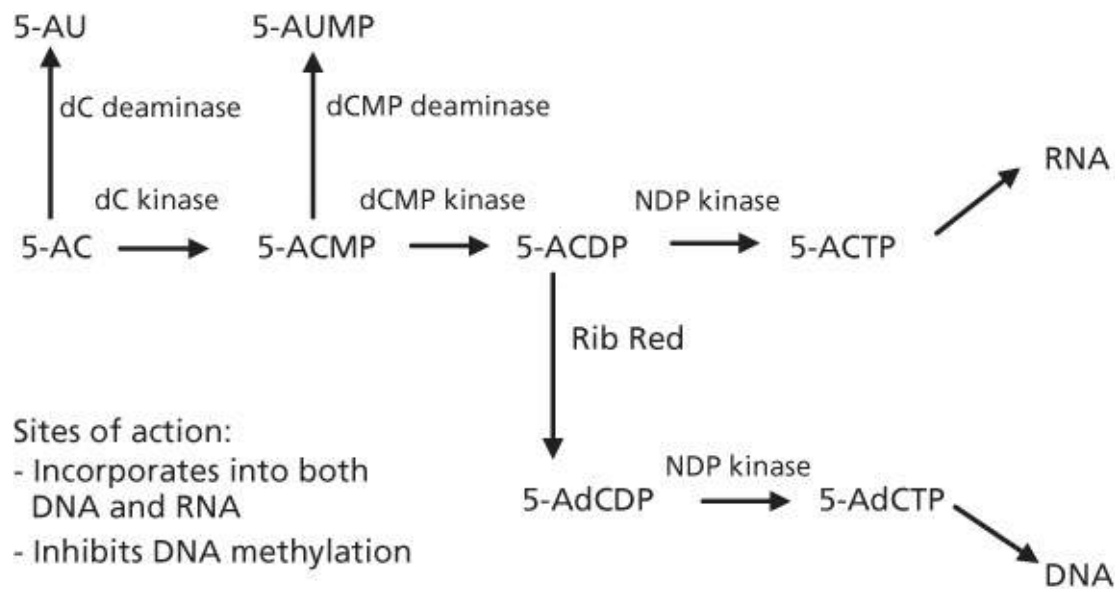 5-AU
5-AUMP
dC deaminase
dCMP deaminase
RNA
dC kinase
dCMP kinase
NDP kinase
5-AC
5-ACMP
5-ACDP
5-ACTP
Rib Red
Sites of action:
- Incorporates into both
DNA and RNA
- Inhibits DNA methylation
NDP kinase
5-AdCDP
5-AdCTP
DNA